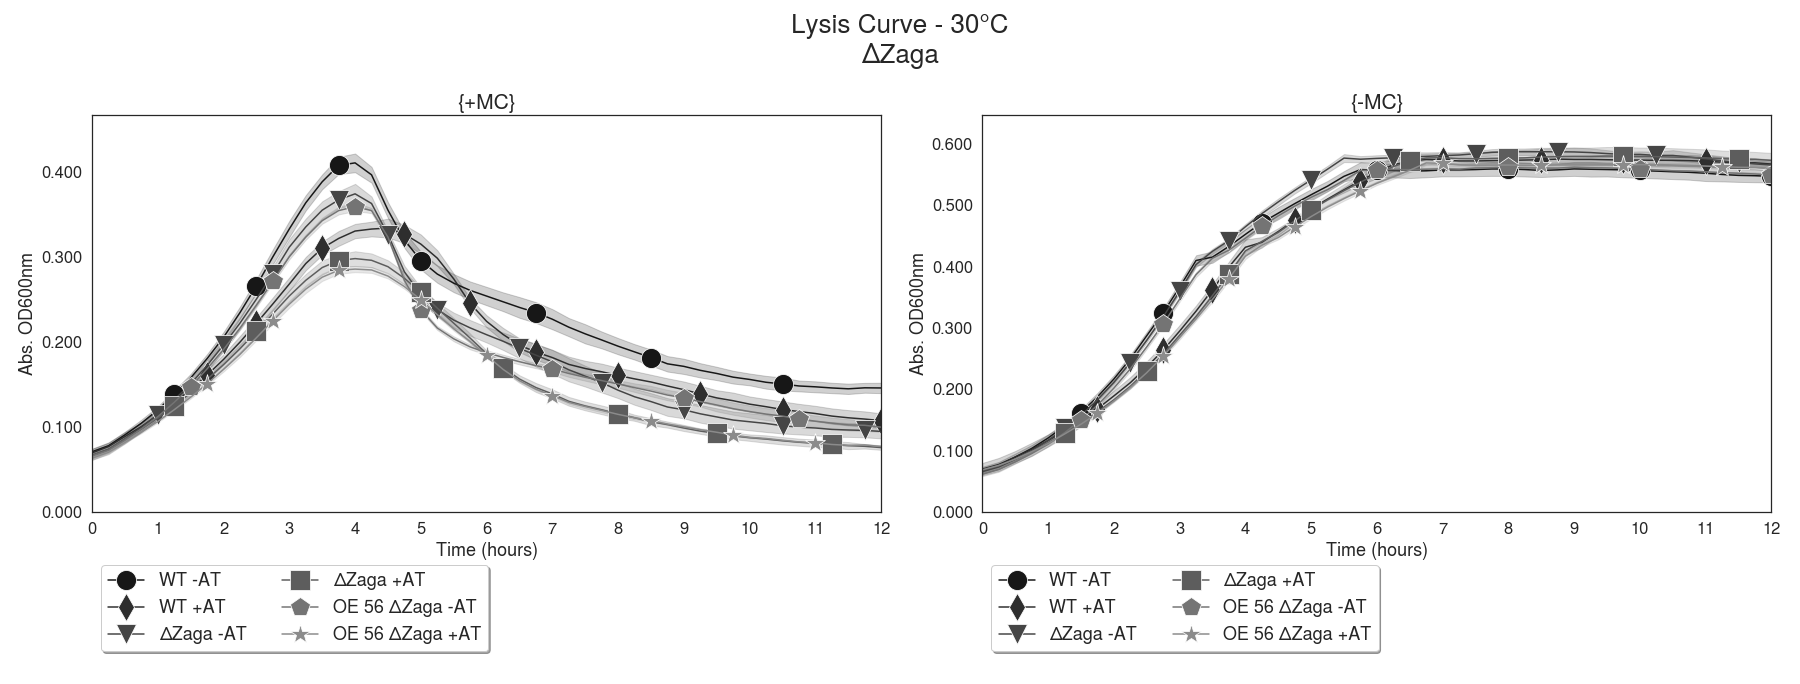 Lysis Curve - 30°C
ΔZaga
{+MC}
0.400
0.300
0.200
0.100
0.000
Abs. OD600nm
0 1 2 3 4 5 6 7 8 9 10 11 12
Time (hours)
WT -AT
WT +AT
ΔZaga -AT
ΔZaga +AT
OE 56 ΔZaga -AT
OE 56 ΔZaga +AT
{-MC}
0.600
0.500
0.400
0.300
0.200
0.100
0.000
Abs. OD600nm
0 1 2 3 4 5 6 7 8 9 10 11 12
Time (hours)
WT -AT
WT +AT
ΔZaga -AT
ΔZaga +AT
OE 56 ΔZaga -AT
OE 56 ΔZaga +AT